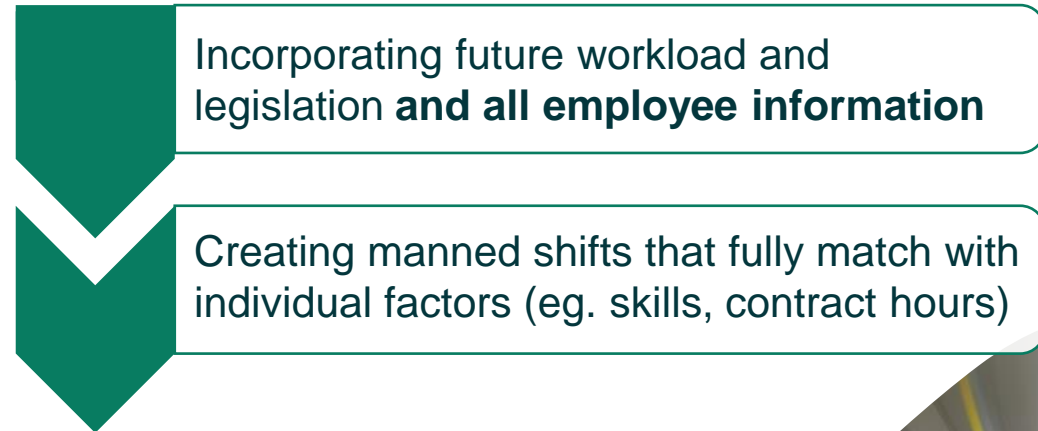 Incorporating future workload and
legislation and all employee information
Creating manned shifts that fully match with
individual factors (eg. skills, contract hours)